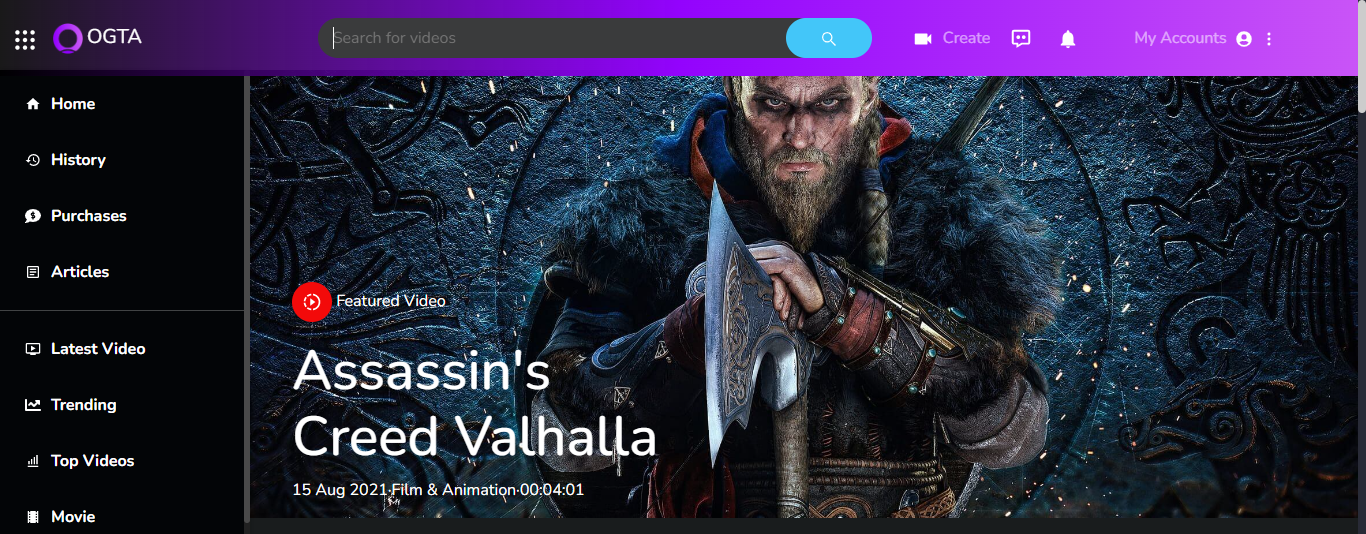 OGTA
Search for videos
Create
My Accounts
Home
History
Purchases
Articles
Latest Video
Trending
Top Videos
Movie
Featured Video
Assassin's
Creed Valhalla
15 Aug 2021·Film & Animation·00:04:01